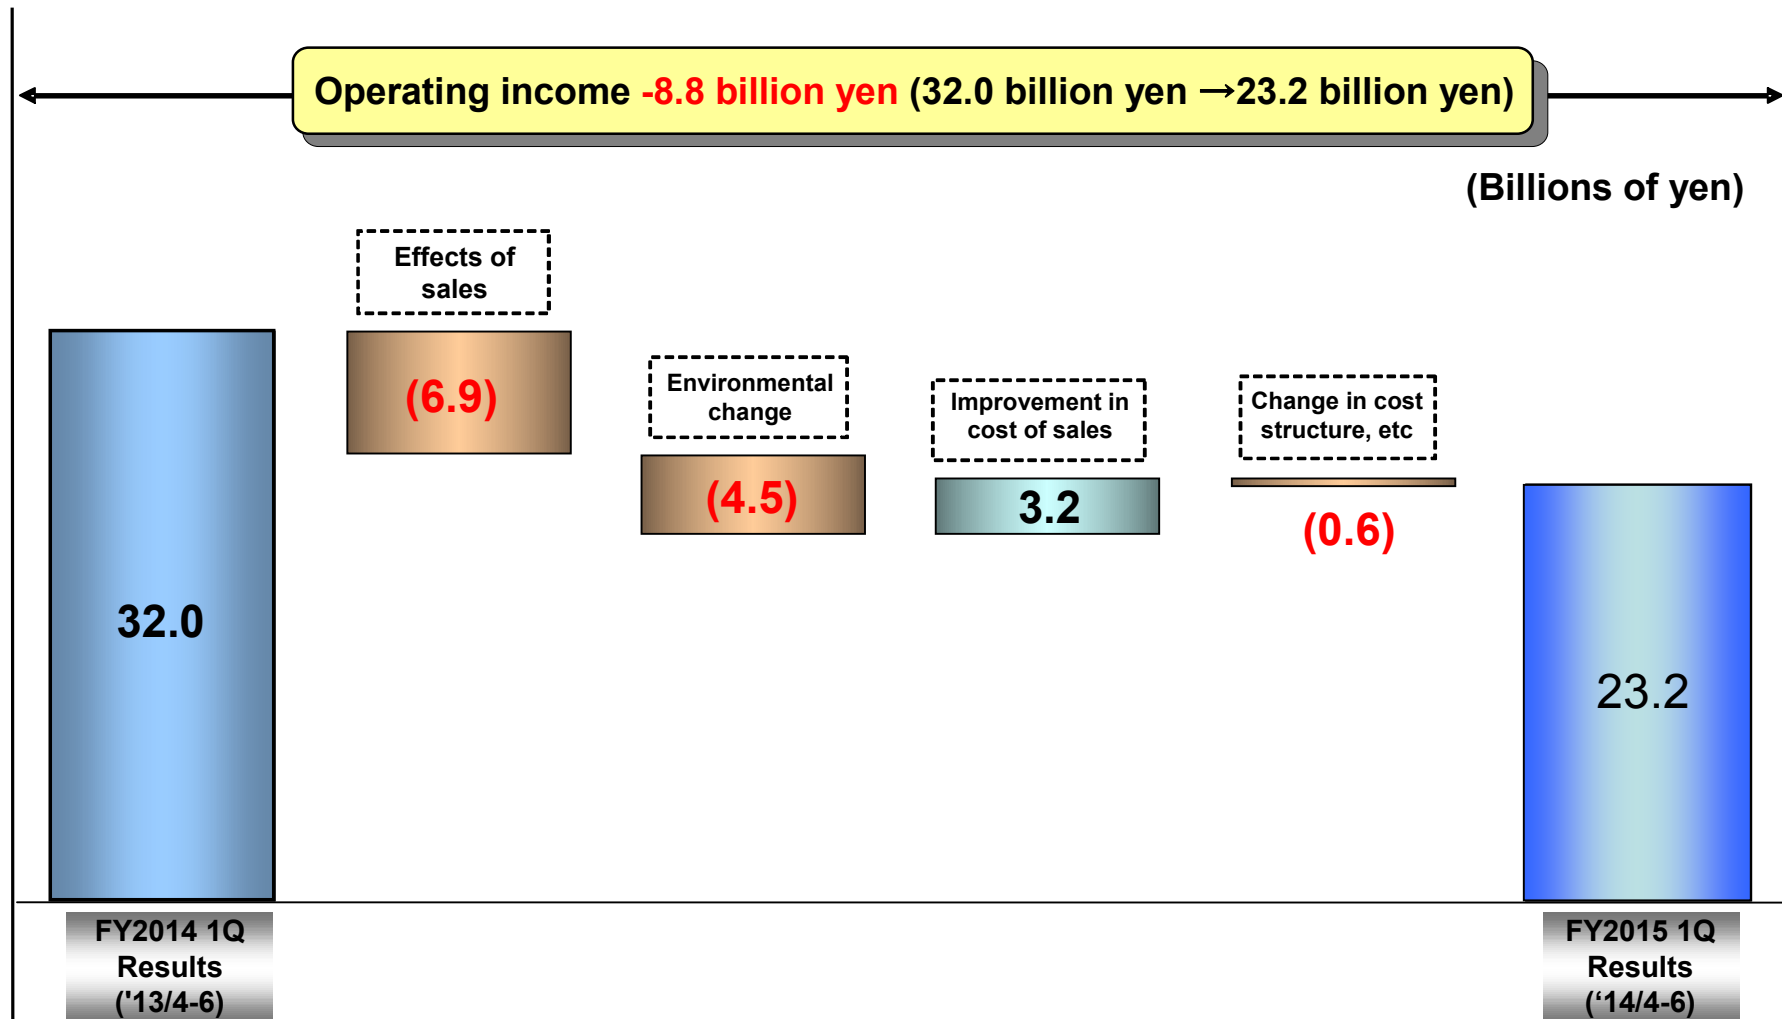 Operating income -8.8 billion yen (32.0 billion yen →23.2 billion yen)
(Billions of yen)
Effects of
sales
(6.9)
Environmental
change
(4.5)
Improvement in
cost of sales
3.2
Change in cost
structure, etc
(0.6)
32.0
23.2
FY2014 1Q
Results
('13/4-6)
FY2015 1Q
Results
(‘14/4-6)